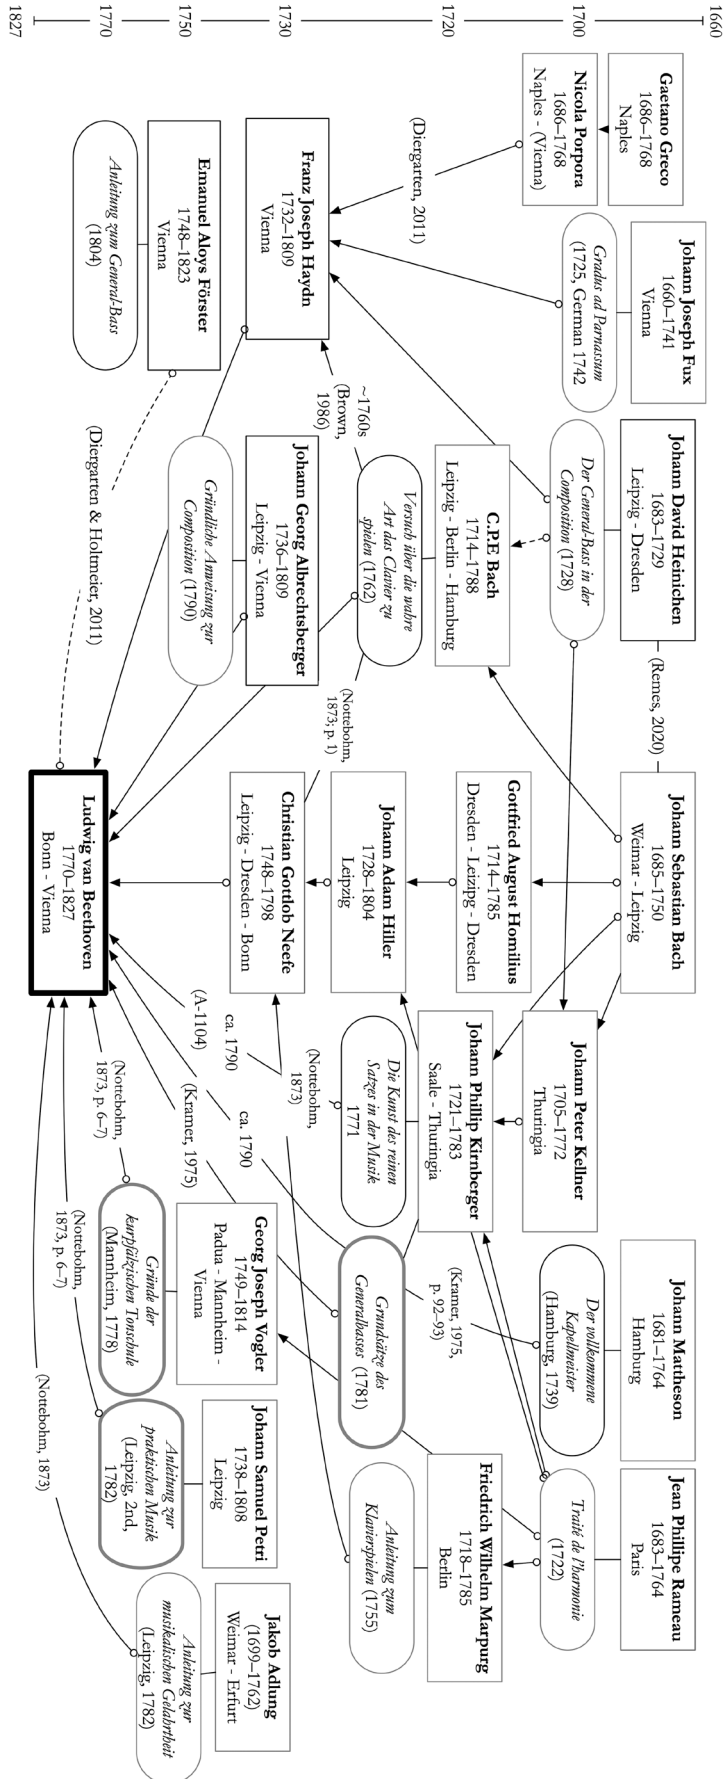 1660
1700
1720
1730
1750
1770
1827
Gaetano Greco
1686–1768
Naples
Nicola Porpora
1686–1768
Naples - (Vienna)
Johann Joseph Fux
1660–1741
Vienna
Gradus ad Parnassum
(1725, German 1742
Johann David Heinichen
1683–1729
Leipzig - Dresden
Der General-Bass in der
Composition (1728)
(Remes, 2020)
Johann Sebastian Bach
1685–1750
Weimar - Leipzig
Johann Peter Kellner
1705–1772
Thuringia
Johann Mattheson
1681–1764
Hamburg
Der vollkommene
Kapellmeister
(Hamburg, 1739)
Jean Phillipe Rameau
1683–1764
Paris
Traité de l'harmonie
(1722)
(Diergarten, 2011)
C.P.E Bach
1714–1788
Leipzig - Berlin - Hamburg
Versuch über die wahre
Art das Clavier zu
spielen (1762)
Gottfried August Homilius
1714–1785
Dresden - Leizipg - Dresden
Johann Phillip Kirnberger
1721–1783
Saale - Thuringia
Die Kunst des reinen
Satzes in der Musik
1771
(Kramer, 1975,
p. 92–93)
Grundsätze des
Generalbasses (1781)
Friedrich Wilhelm Marpurg
1718–1785
Berlin
Anleitung zum
Klavierspielen (1755)
Johann Adam Hiller
1728–1804
Leipzig
Franz Joseph Haydn
1732–1809
Vienna
~1760s
(Brown,
1986)
Johann Georg Albrechtsberger
1736–1809
Leipzig - Vienna
Gründliche Anweisung zur
Composition (1790)
(Nottebohm,
1873; p. 1)
Christian Gottlob Neefe
1748–1798
Leipzig - Dresden - Bonn
(Nottebohm,
1873)
ca. 1790
(A-1104)
ca. 1790
(Kramer, 1975)
Georg Joseph Vogler
1749–1814
Padua - Mannheim -
Vienna
Gründe der
kurpfälzischen Tonschule
(Mannheim, 1778)
Johann Samuel Petri
1738–1808
Leipzig
Anleitung zur
praktischen Musik
(Leipzig, 2nd,
1782)
Jakob Adlung
(1699–1762)
Weimar - Erfurt
Anleitung zur
musikalischen Gelahrtheit
(Leipzig, 1782)
Emanuel Aloys Förster
1748–1823
Vienna
Anleitung zum General-Bass
(1804)
(Diergarten & Holtmeier, 2011)
Ludwig van Beethoven
1770–1827
Bonn - Vienna
(Nottebohm,
1873, p. 6–7)
(Nottebohm,
1873, p. 6–7)
(Nottebohm, 1873)